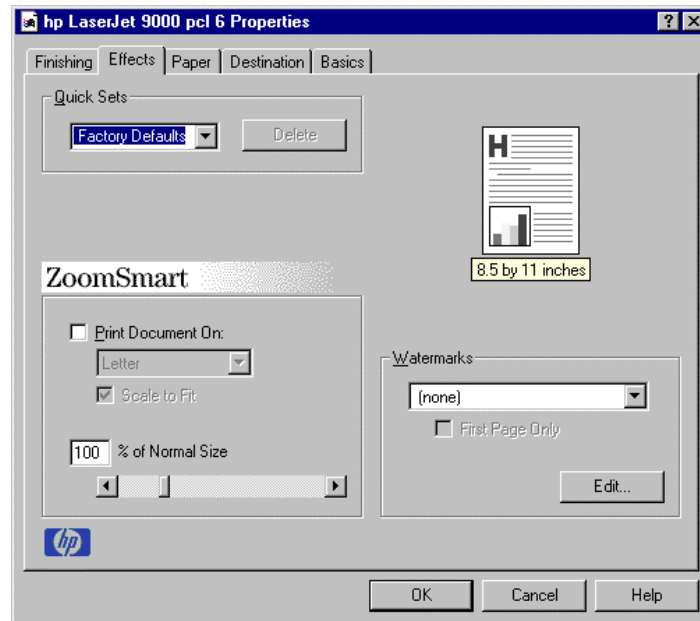 hp LaserJet 9000 pcl 6 Properties
Finishing Effects Paper Destination Basics
Quick Sets
Factory Defaults Delete
H
8.5 by 11 inches
ZoomSmart
Print Document On:
Letter
Scale to Fit
100 % of Normal Size
Watermarks
(none)
First Page Only
Edit...
hp
OK Cancel Help